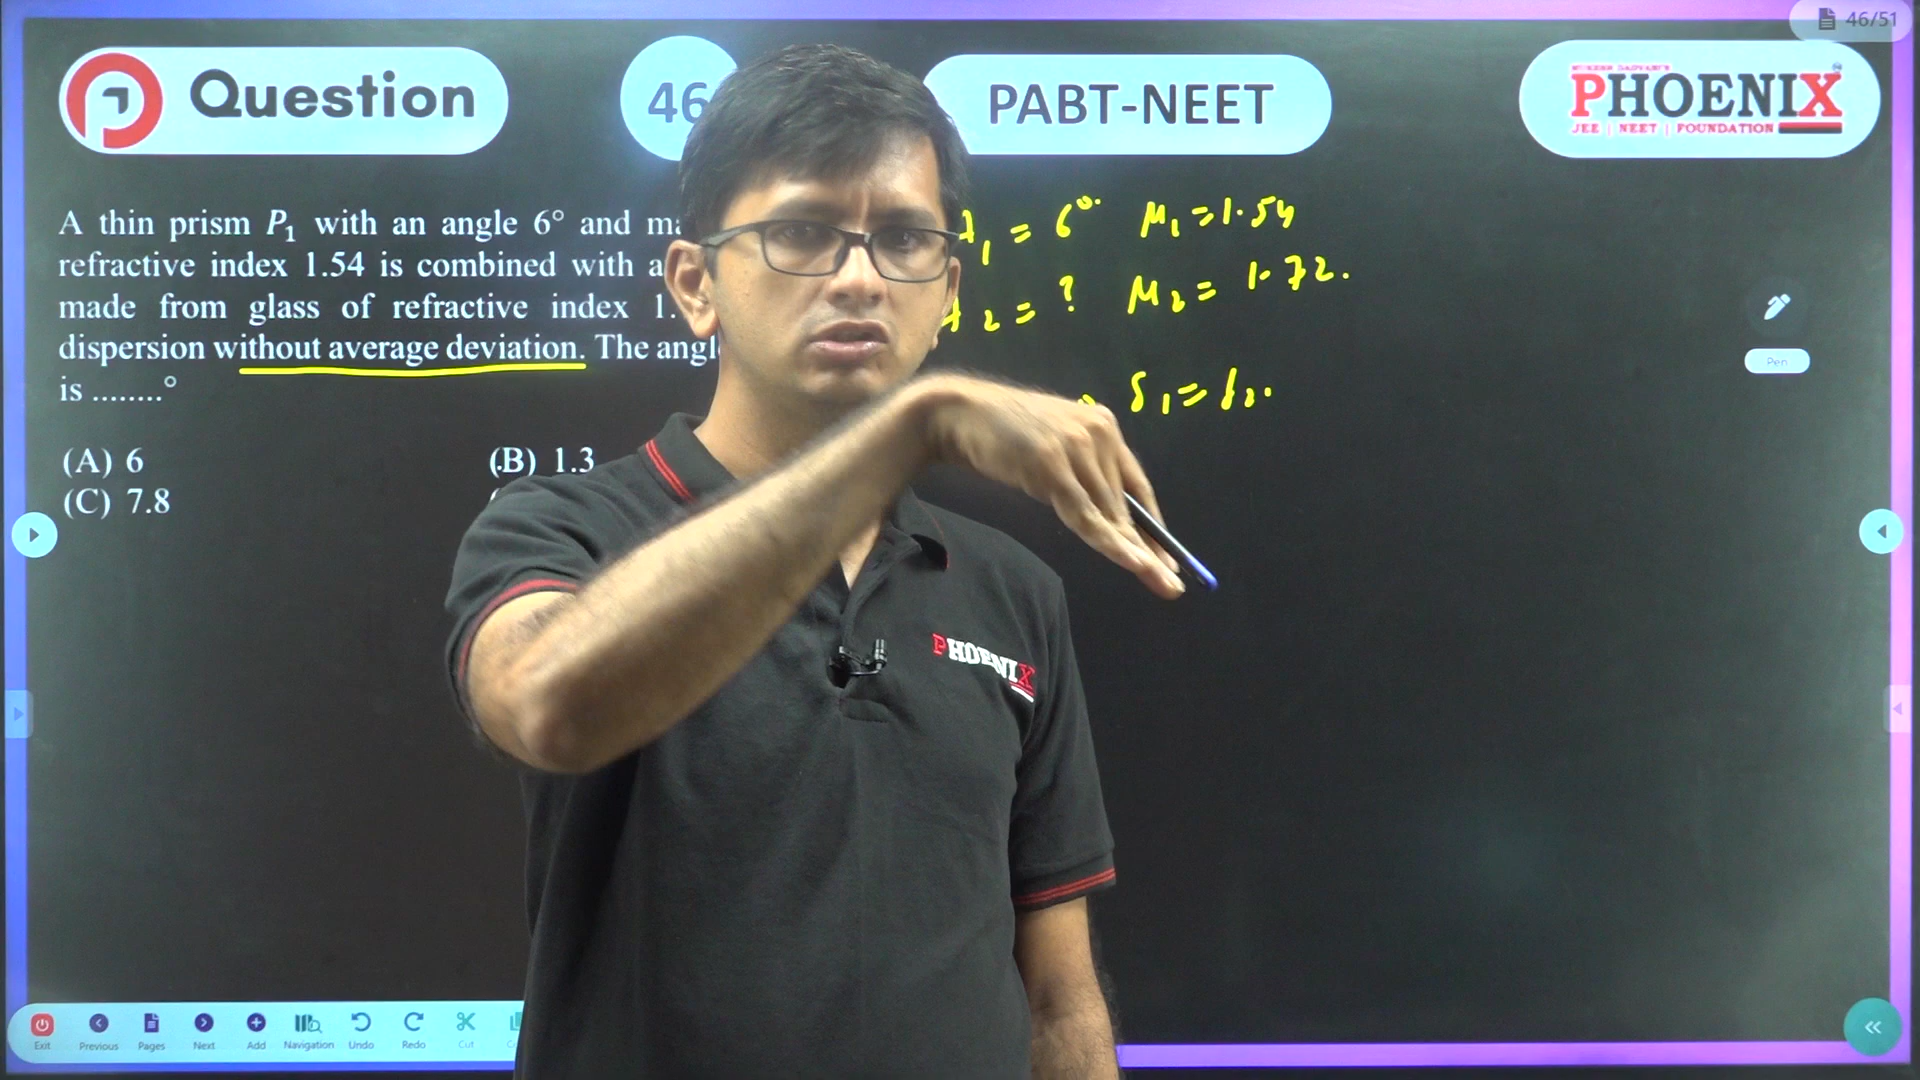 46/51
Question
46
PABT-NEET
PHOENIX
JEE | NEET | FOUNDATION
A thin prism P₁ with an angle 6° and
refractive index 1.54 is combined with a
made from glass of refractive index 1.
dispersion without average deviation. The
is ........°
(A) 6
(B) 1.3
(C) 7.8
A₁ = 6°. μ₁ = 1.54
A₂ = ? μ₂ = 1.72.
δ₁ = δ₂.
Pen
PHOENIX
Exit
Previous
Pages
Next
Add
Navigation
Undo
Redo
Cut